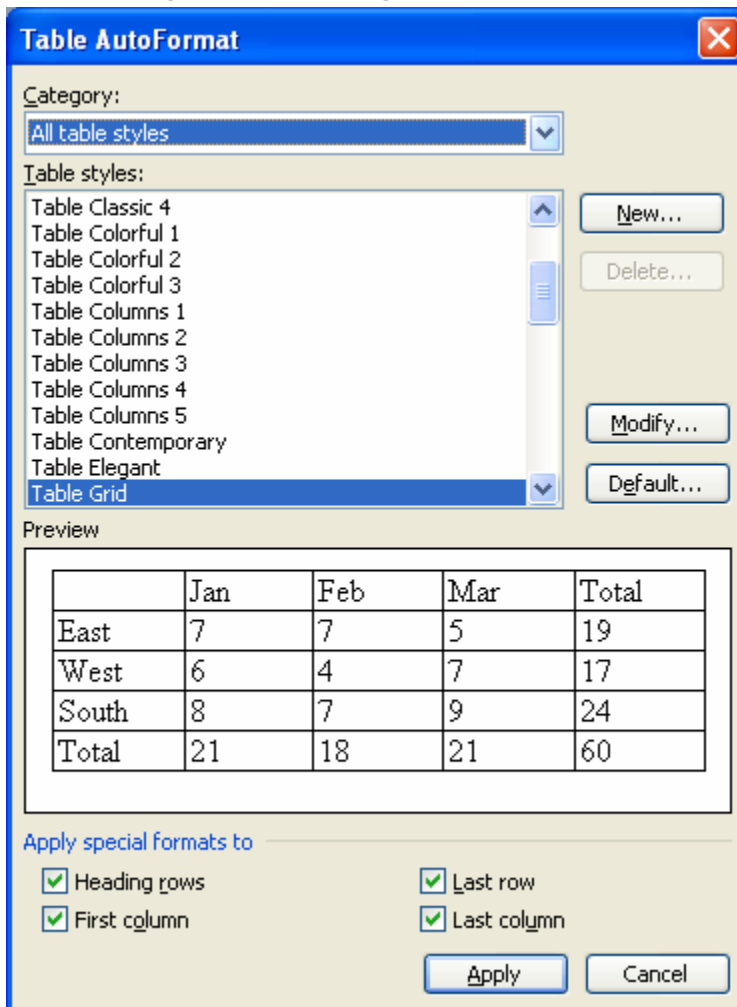 Table AutoFormat
Category:
All table styles
Table styles:
Table Classic 4
Table Colorful 1
Table Colorful 2
Table Colorful 3
Table Columns 1
Table Columns 2
Table Columns 3
Table Columns 4
Table Columns 5
Table Contemporary
Table Elegant
Table Grid
New...
Delete...
Modify...
Default...
Preview
Jan Feb Mar Total
East 7 7 5 19
West 6 4 7 17
South 8 7 9 24
Total 21 18 21 60
Apply special formats to
Heading rows Last row
First column Last column
Apply Cancel